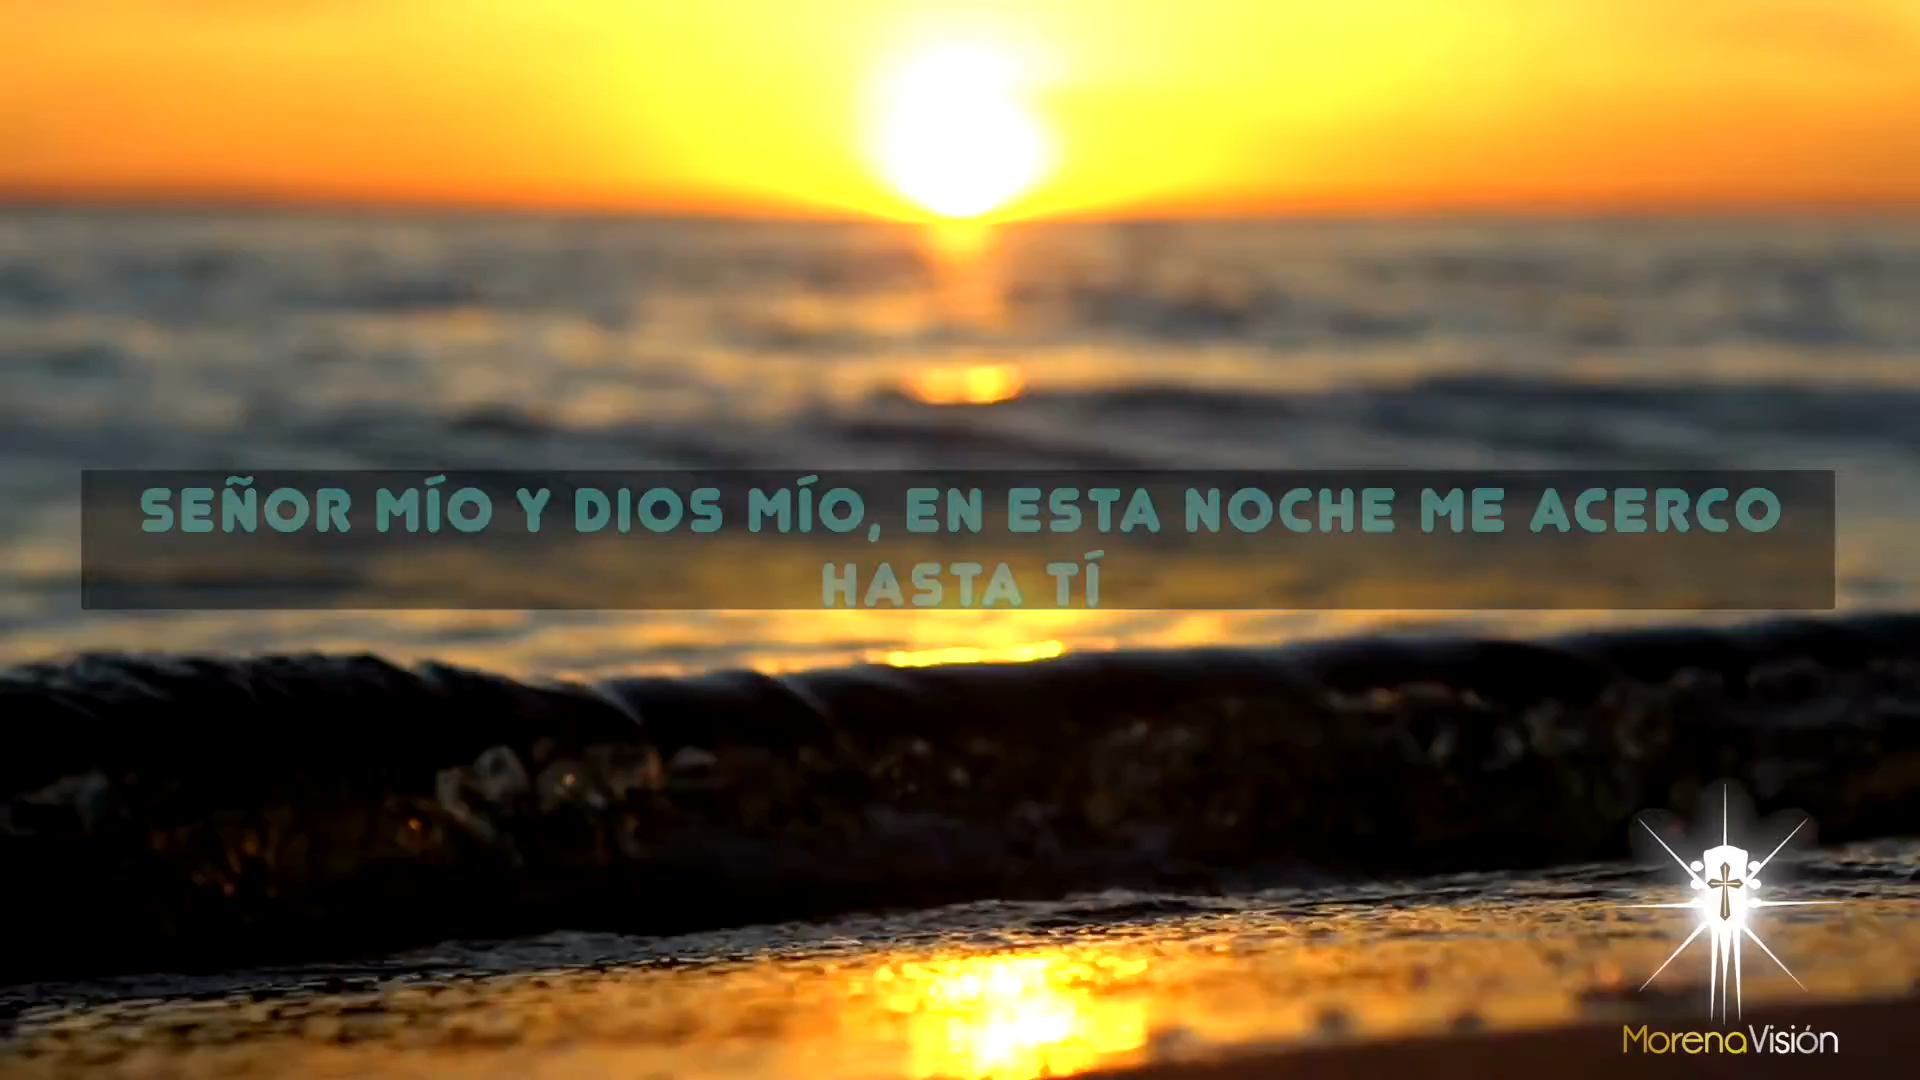 SEÑOR MÍO Y DIOS MÍO, EN ESTA NOCHE ME ACERCO
HASTA TÍ
MorenaVisión